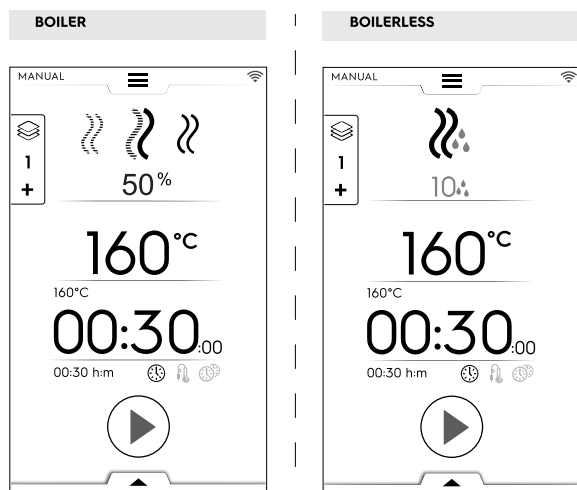 BOILER
MANUAL
1
+
50%
160°C
160°C
00:30:00
00:30 h:m
BOILERLESS
MANUAL
1
+
10
160°C
160°C
00:30:00
00:30 h:m